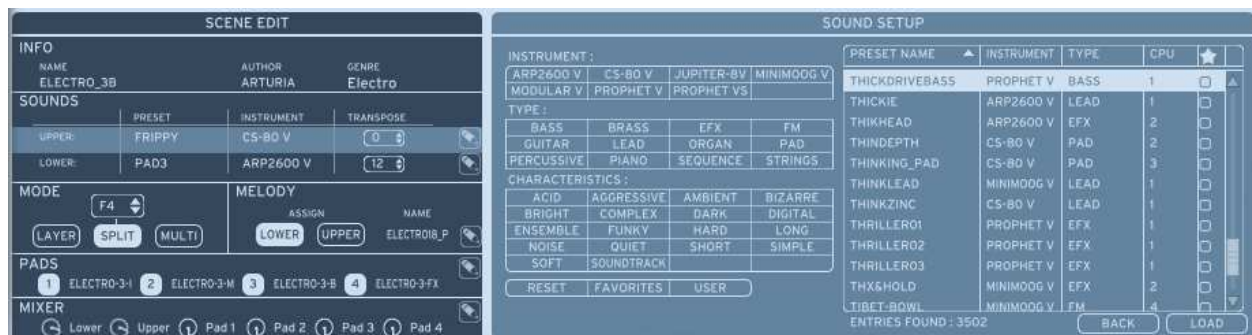 SCENE EDIT
INFO
NAME AUTHOR GENRE
ELECTRO_3B ARTURIA Electro
SOUNDS
PRESET INSTRUMENT TRANSPOSE
UPPER: FRIPPY CS-80 V 0
LOWER: PAD3 ARP2600 V 12
MODE MELODY
F4 ASSIGN NAME
LAYER SPLIT MULTI LOWER UPPER ELECTRO18_P
PADS
1 ELECTRO-3-I 2 ELECTRO-3-M 3 ELECTRO-3-B 4 ELECTRO-3-FX
MIXER
Lower Upper Pad 1 Pad 2 Pad 3 Pad 4
SOUND SETUP
INSTRUMENT :
ARP2600 V CS-80 V JUPITER-8V MINIMOOG V
MODULAR V PROPHET V PROPHET VS
TYPE :
BASS BRASS EFX FM
GUITAR LEAD ORGAN PAD
PERCUSSIVE PIANO SEQUENCE STRINGS
CHARACTERISTICS :
ACID AGGRESSIVE AMBIENT BIZARRE
BRIGHT COMPLEX DARK DIGITAL
ENSEMBLE FUNKY HARD LONG
NOISE QUIET SHORT SIMPLE
SOFT SOUNDTRACK
RESET FAVORITES USER
PRESET NAME INSTRUMENT TYPE CPU
THICKDRIVEBASS PROPHET V BASS 1
THICKIE ARP2600 V LEAD 1
THIKHEAD ARP2600 V EFX 2
THINDEPTH CS-80 V PAD 2
THINKING_PAD CS-80 V PAD 3
THINKLEAD MINIMOOG V LEAD 1
THINKZINC CS-80 V LEAD 1
THRILLER01 PROPHET V EFX 1
THRILLER02 PROPHET V EFX 1
THRILLER03 PROPHET V EFX 1
THX&HOLD MINIMOOG V EFX 2
TIBET-BOWL MINIMOOG V FM 4
ENTRIES FOUND : 3502 BACK LOAD